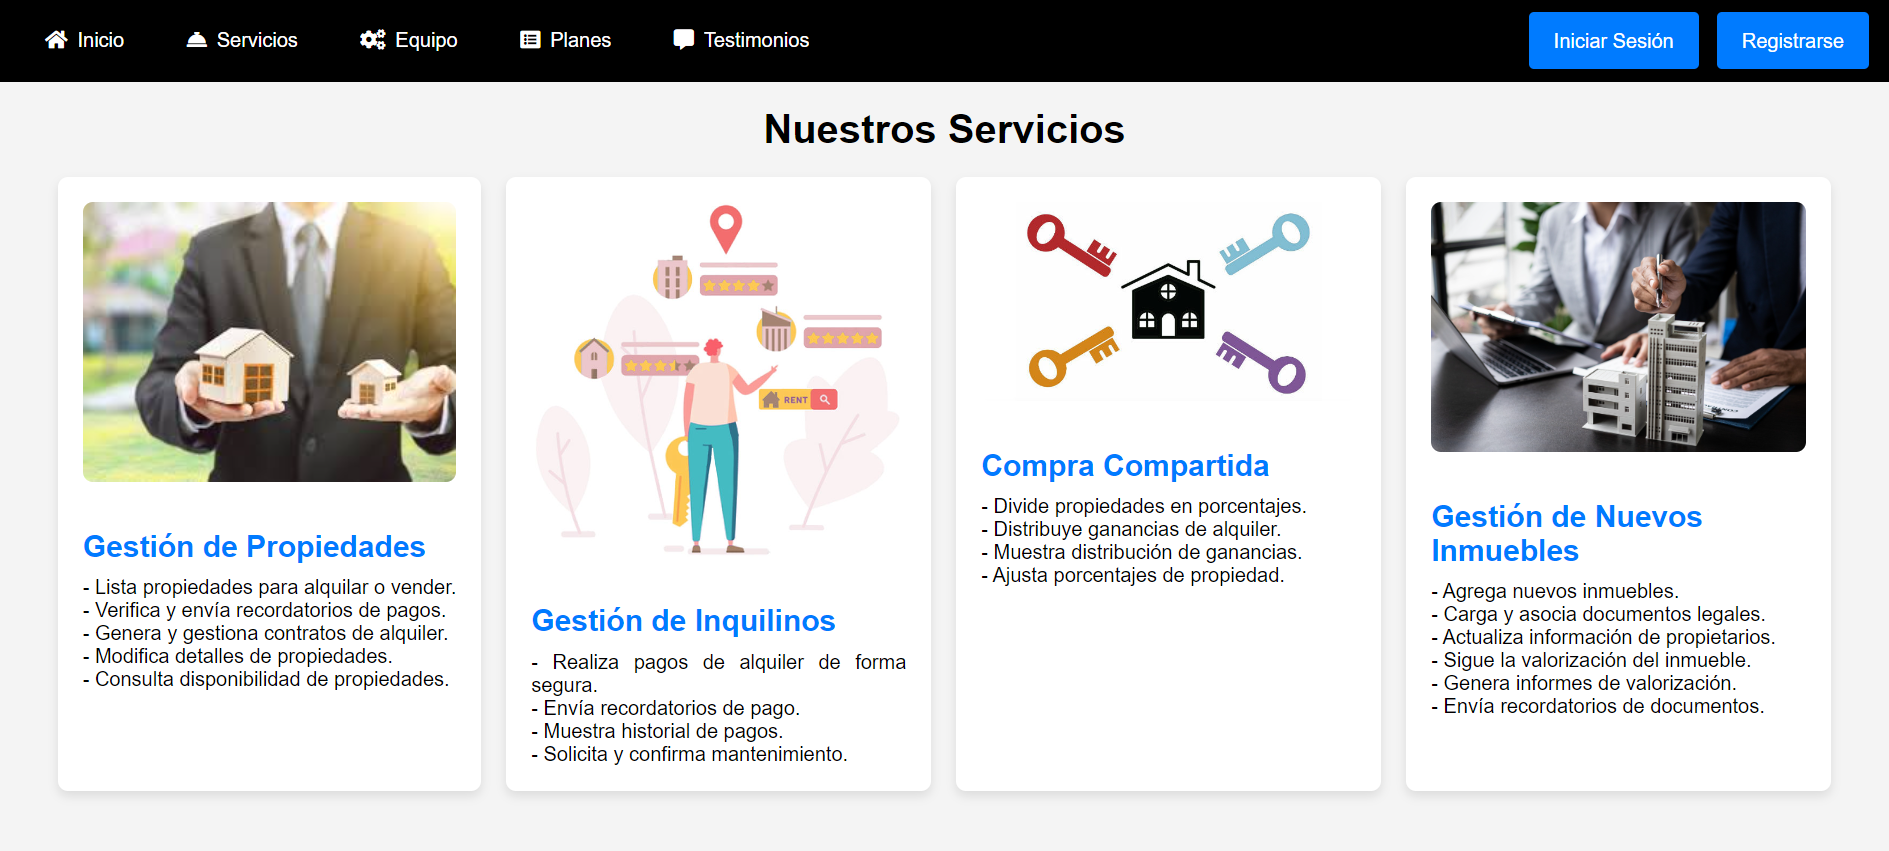 Inicio
Servicios
Equipo
Planes
Testimonios
Iniciar Sesión
Registrarse
Nuestros Servicios
Gestión de Propiedades
- Lista propiedades para alquilar o vender.
- Verifica y envía recordatorios de pagos.
- Genera y gestiona contratos de alquiler.
- Modifica detalles de propiedades.
- Consulta disponibilidad de propiedades.
RENT
Gestión de Inquilinos
- Realiza pagos de alquiler de forma
segura.
- Envía recordatorios de pago.
- Muestra historial de pagos.
- Solicita y confirma mantenimiento.
Compra Compartida
- Divide propiedades en porcentajes.
- Distribuye ganancias de alquiler.
- Muestra distribución de ganancias.
- Ajusta porcentajes de propiedad.
Gestión de Nuevos
Inmuebles
- Agrega nuevos inmuebles.
- Carga y asocia documentos legales.
- Actualiza información de propietarios.
- Sigue la valorización del inmueble.
- Genera informes de valorización.
- Envía recordatorios de documentos.